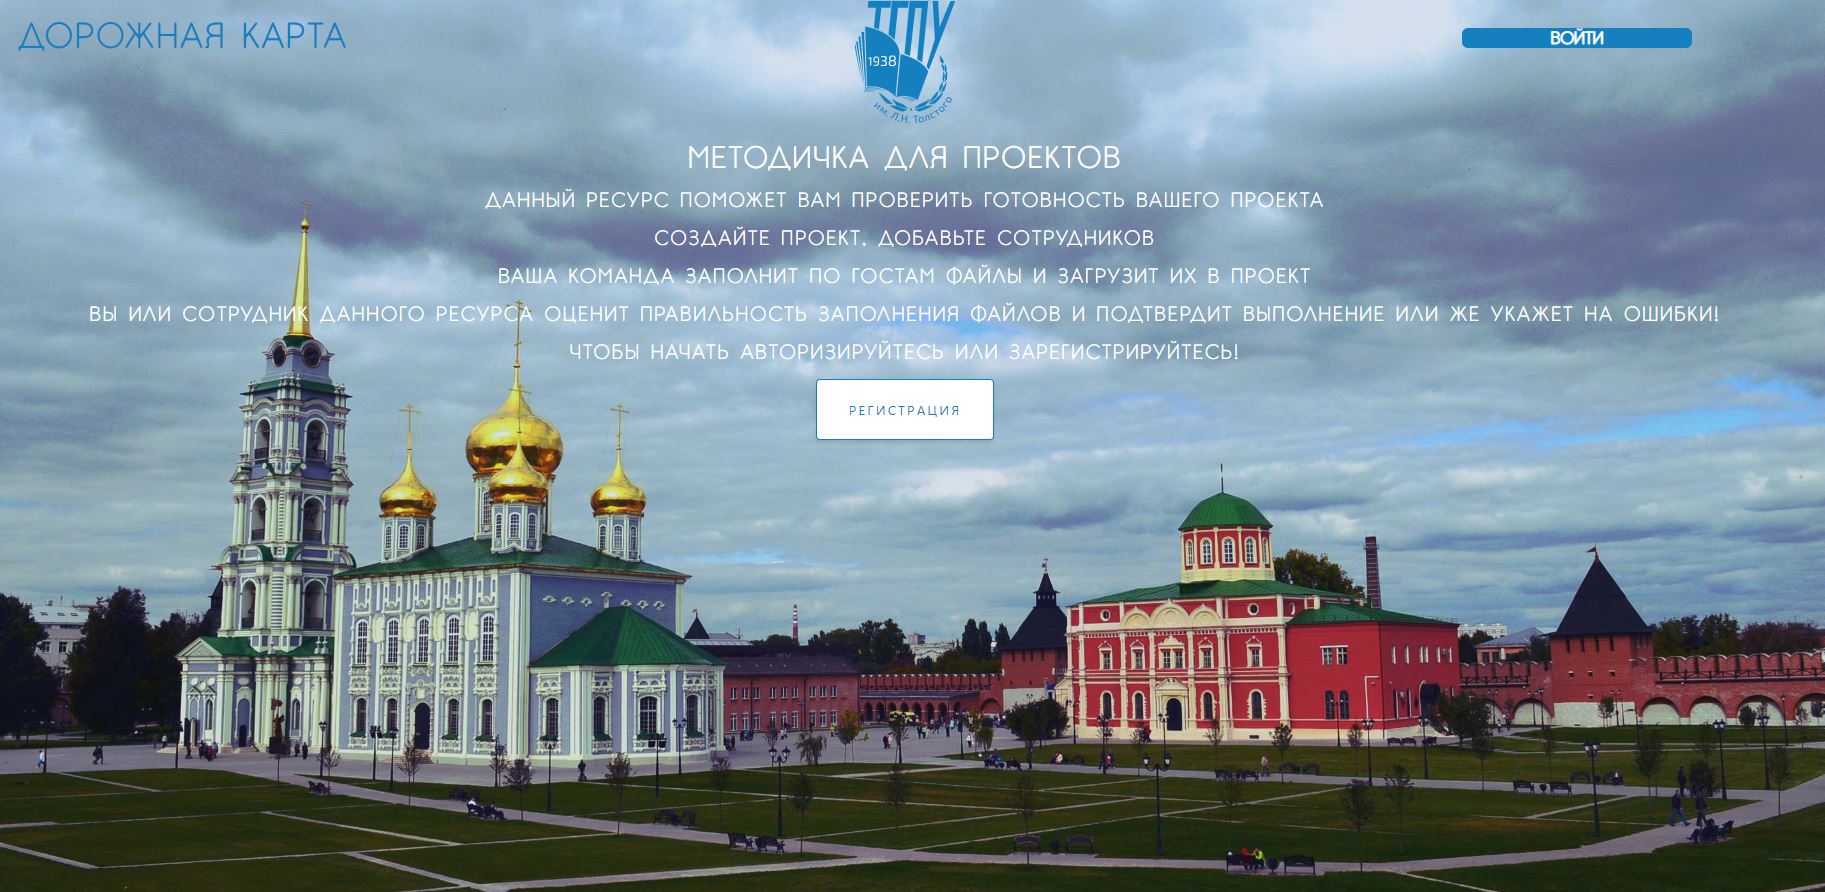 ДОРОЖНАЯ КАРТА
ТГПУ
1938
им. Л.Н. Толстого
ВОЙТИ
МЕТОДИЧКА ДЛЯ ПРОЕКТОВ
ДАННЫЙ РЕСУРС ПОМОЖЕТ ВАМ ПРОВЕРИТЬ ГОТОВНОСТЬ ВАШЕГО ПРОЕКТА
СОЗДАЙТЕ ПРОЕКТ, ДОБАВЬТЕ СОТРУДНИКОВ
ВАША КОМАНДА ЗАПОЛНИТ ПО ГОСТАМ ФАЙЛЫ И ЗАГРУЗИТ ИХ В ПРОЕКТ
ВЫ ИЛИ СОТРУДНИК ДАННОГО РЕСУРСА ОЦЕНИТ ПРАВИЛЬНОСТЬ ЗАПОЛНЕНИЯ ФАЙЛОВ И ПОДТВЕРДИТ ВЫПОЛНЕНИЕ ИЛИ ЖЕ УКАЖЕТ НА ОШИБКИ!
ЧТОБЫ НАЧАТЬ АВТОРИЗИРУЙТЕСЬ ИЛИ ЗАРЕГИСТРИРУЙТЕСЬ!
РЕГИСТРАЦИЯ